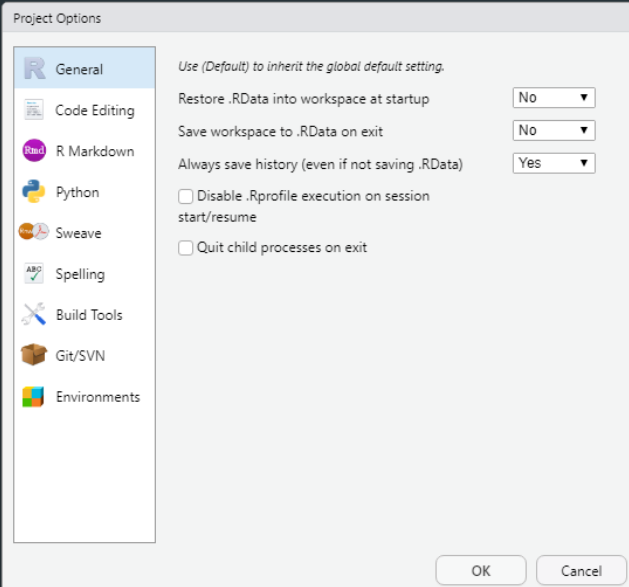 Project Options
General
Code Editing
R Markdown
Python
Sweave
Spelling
Build Tools
Git/SVN
Environments
Use (Default) to inherit the global default setting.
Restore .RData into workspace at startup No
Save workspace to .RData on exit No
Always save history (even if not saving .RData) Yes
Disable .Rprofile execution on session
start/resume
Quit child processes on exit
R
Rmd
ABC
OK Cancel